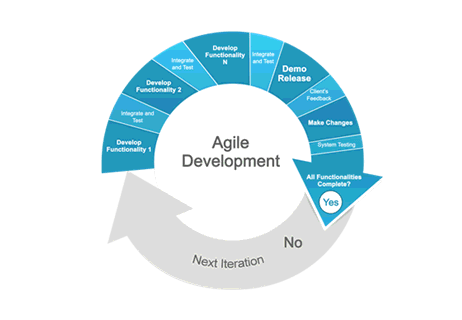 Develop
Functionality 1
Integrate and
Test
Develop
Functionality 2
Integrate
and Test
Develop
Functionality
N
Integrate
and Test
Demo
Release
Client's
Feedback
Make Changes
System Testing
All Functionalities
Complete?
Yes
No
Next Iteration
Agile
Development